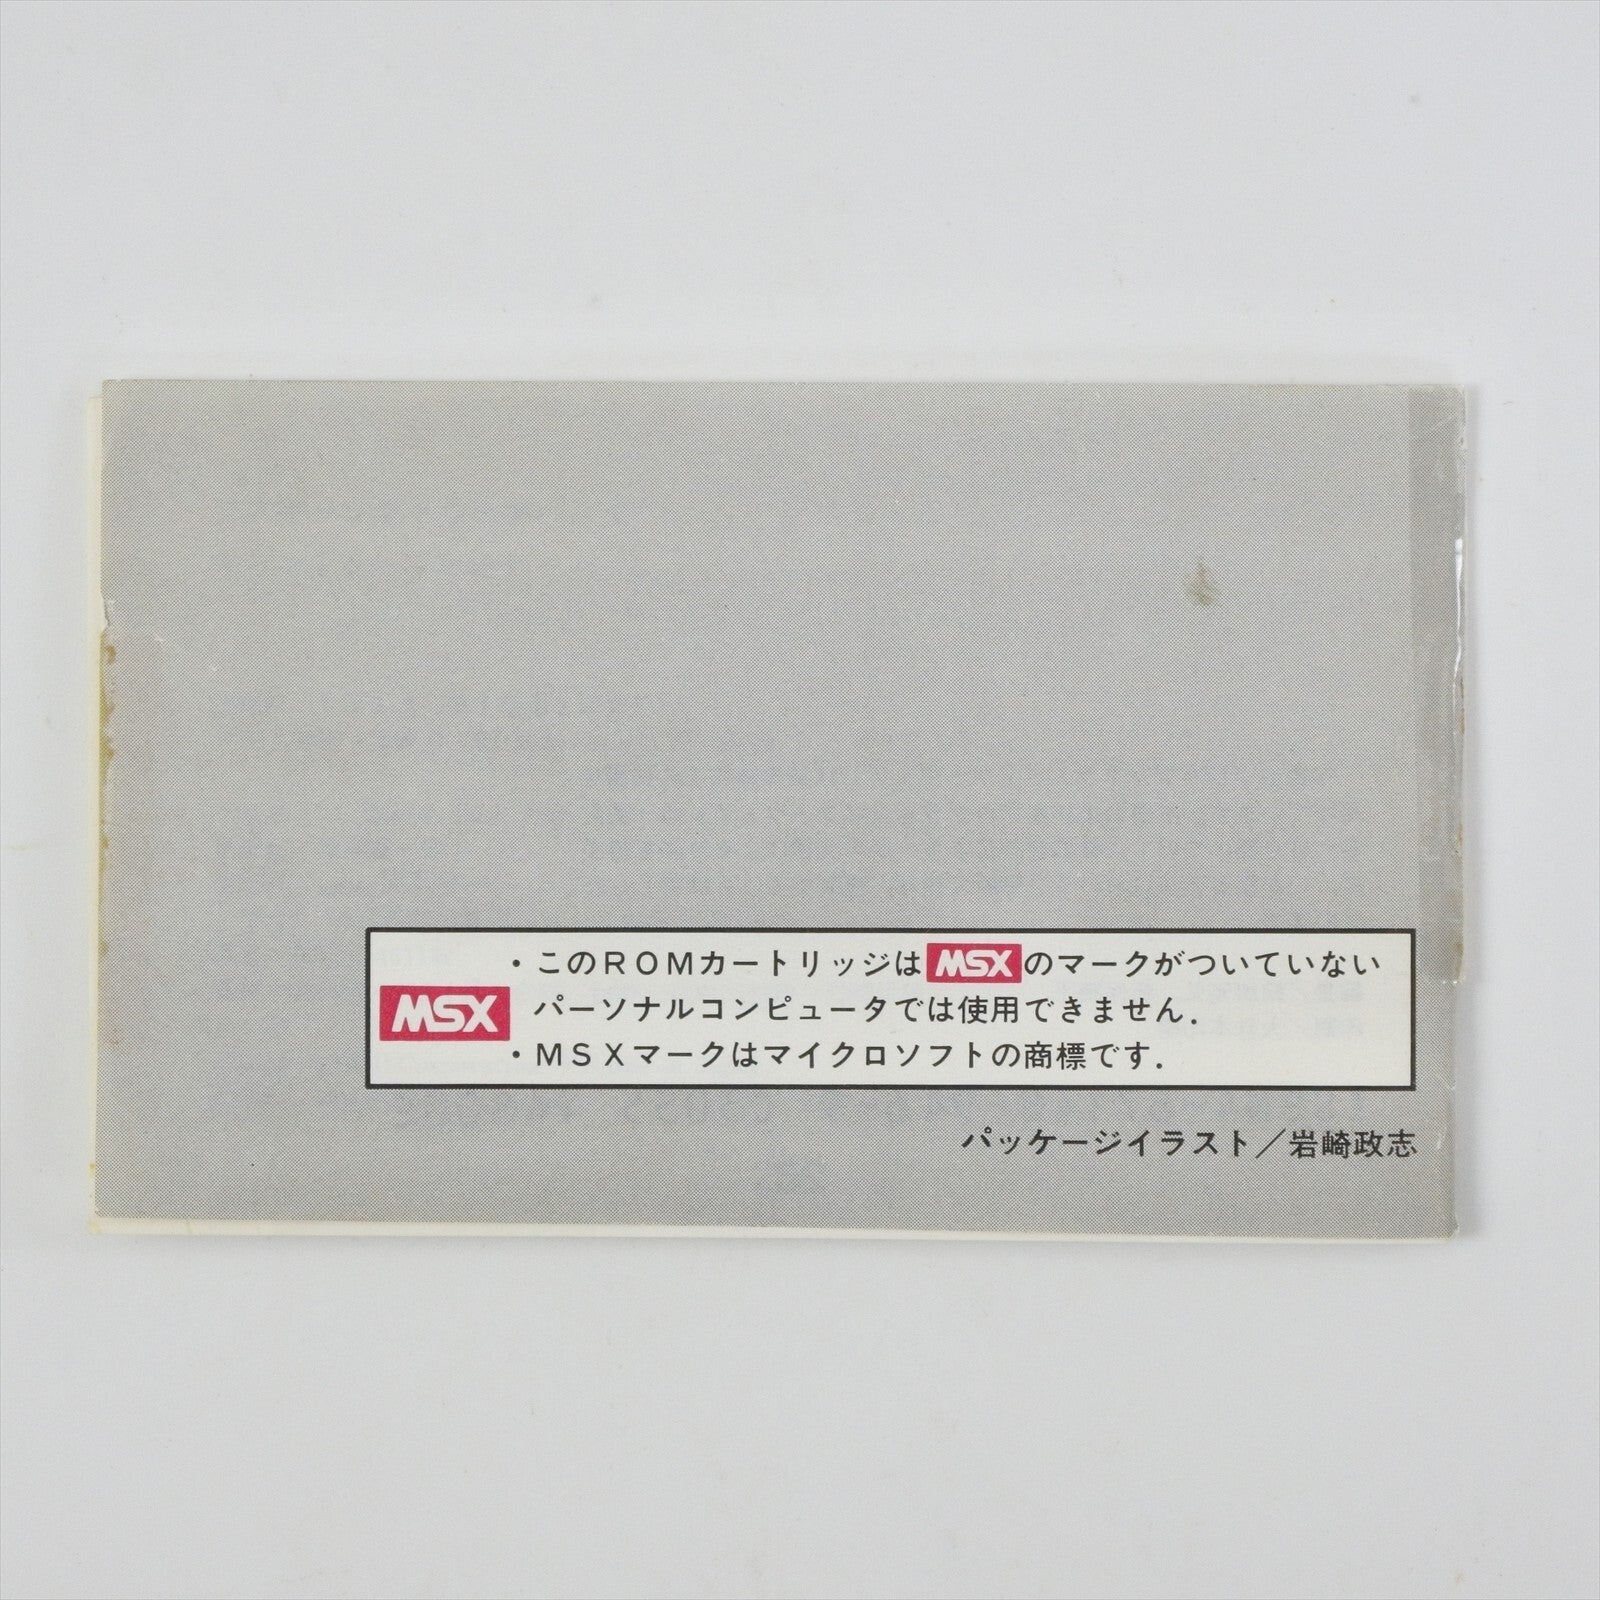 ・このROMカートリッジはMSXのマークがついていない
MSX
パーソナルコンピュータでは使用できません.
・MSXマークはマイクロソフトの商標です.
パッケージイラスト／岩崎政志